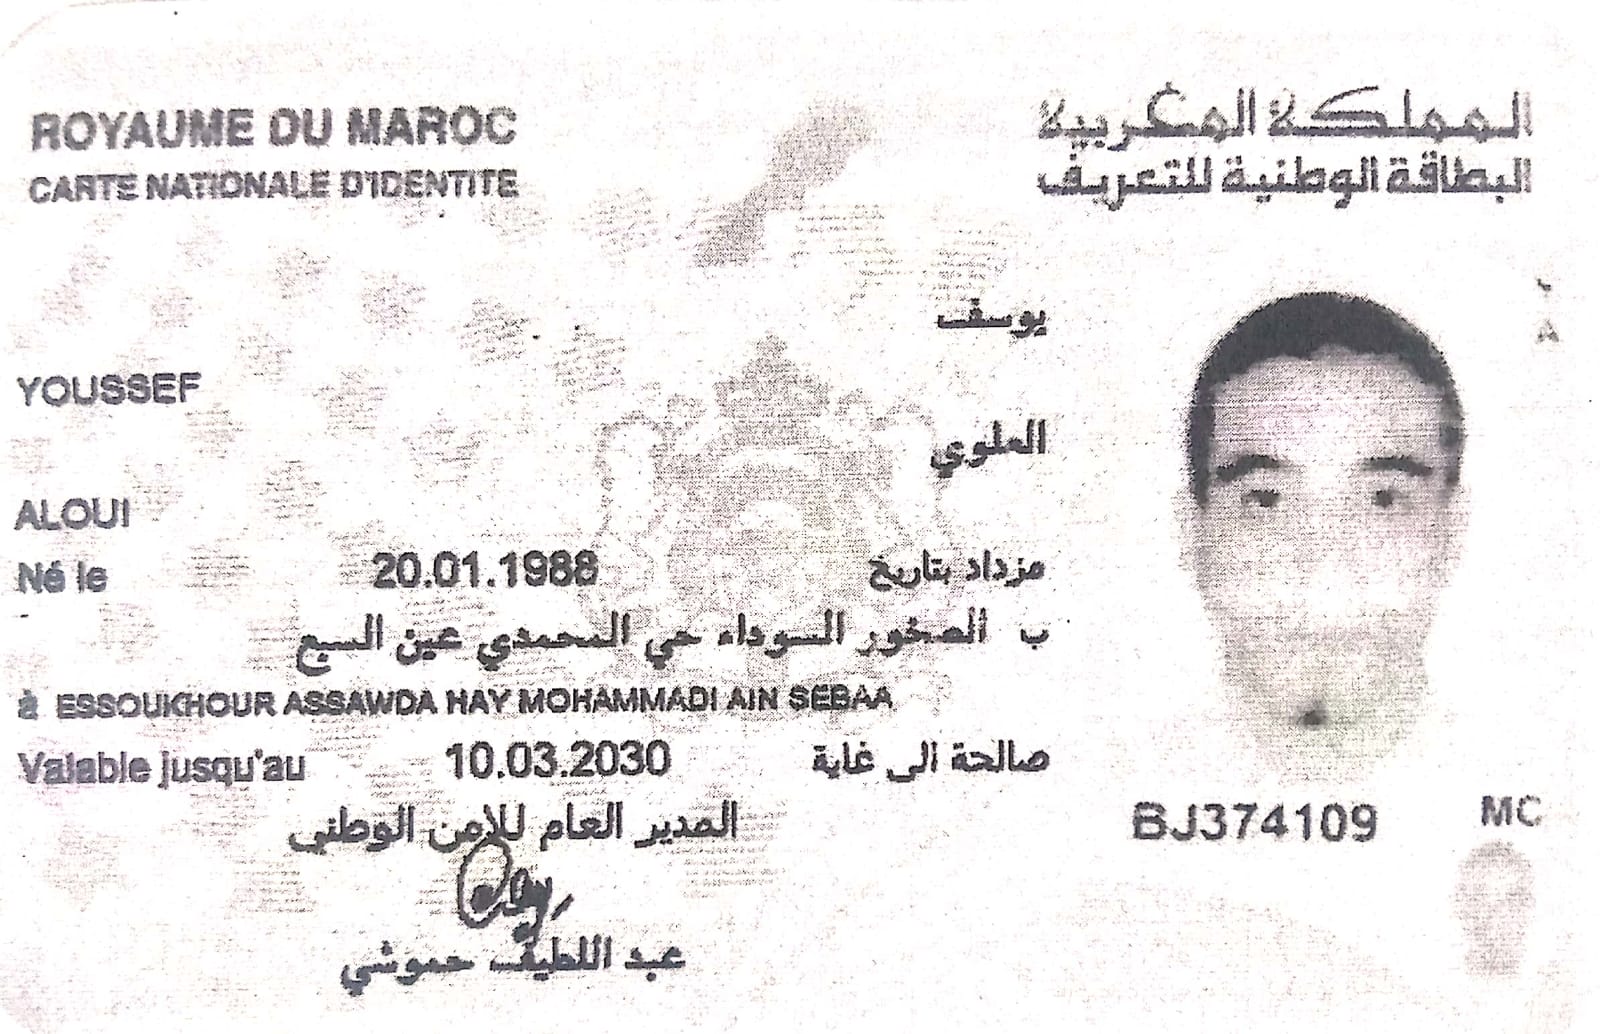 ROYAUME DU MAROC
المملكة المغربية
CARTE NATIONALE D'IDENTITE
البطاقة الوطنية للتعريف
يوسف
YOUSSEF
العلوي
ALOUI
Né le 20.01.1988 مزداد بتاريخ
ب الصخور السوداء حي المحمدي عين السبع
à ESSOUKHOUR ASSAWDA HAY MOHAMMADI AIN SEBAA
Valable jusqu'au 10.03.2030 صالحة الى غاية
BJ374109
MC
المدير العام للأمن الوطني
عبد اللطيف حموشي